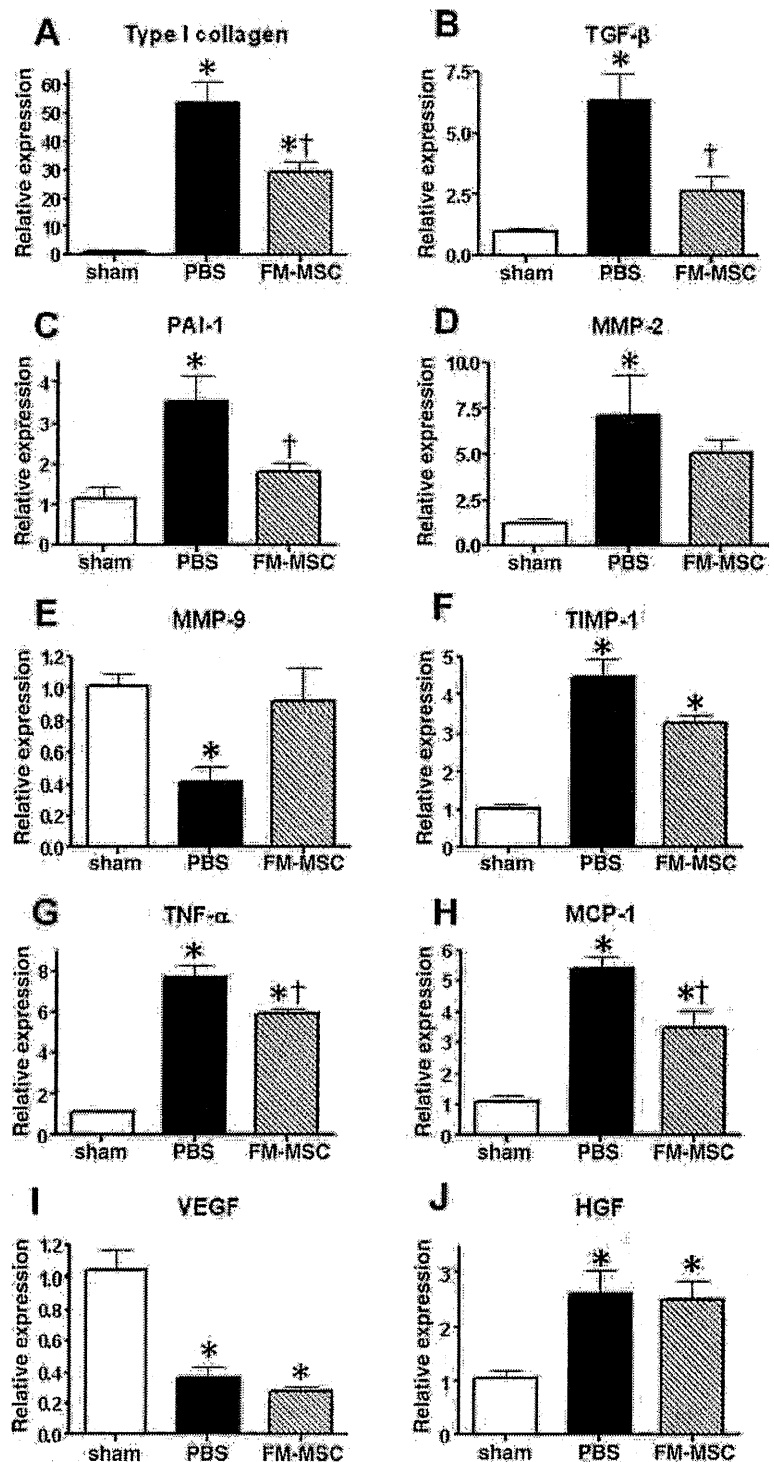 A Type I collagen
Relative expression
60
50
40
30
20
10
0
*
*†
sham PBS FM-MSC
B TGF-β
Relative expression
7.5
5.0
2.5
0.0
*
†
sham PBS FM-MSC
C PAI-1
Relative expression
4
3
2
1
0
*
†
sham PBS FM-MSC
D MMP-2
Relative expression
10.0
7.5
5.0
2.5
0.0
*
sham PBS FM-MSC
E MMP-9
Relative expression
1.2
1.0
0.8
0.6
0.4
0.2
0.0
*
sham PBS FM-MSC
F TIMP-1
Relative expression
5
4
3
2
1
0
*
*
sham PBS FM-MSC
G TNF-α
Relative expression
8
6
4
2
0
*
*†
sham PBS FM-MSC
H MCP-1
Relative expression
6
5
4
3
2
1
0
*
*†
sham PBS FM-MSC
I VEGF
Relative expression
1.2
1.0
0.8
0.6
0.4
0.2
0.0
*
*
sham PBS FM-MSC
J HGF
Relative expression
3
2
1
0
*
*
sham PBS FM-MSC